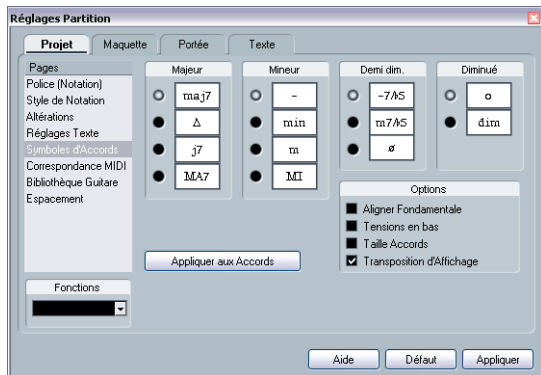 Réglages Partition
Projet Maquette Portée Texte
Pages
Police (Notation)
Style de Notation
Altérations
Réglages Texte
Symboles d'Accords
Correspondance MIDI
Bibliothèque Guitare
Espacement
Fonctions
Majeur
maj7
Δ
j7
MA7
Mineur
-
min
m
MI
Demi dim.
-7/♭5
m7/♭5
ø
Diminué
o
dim
Options
Aligner Fondamentale
Tensions en bas
Taille Accords
Transposition d'Affichage
Appliquer aux Accords
Aide Défaut Appliquer